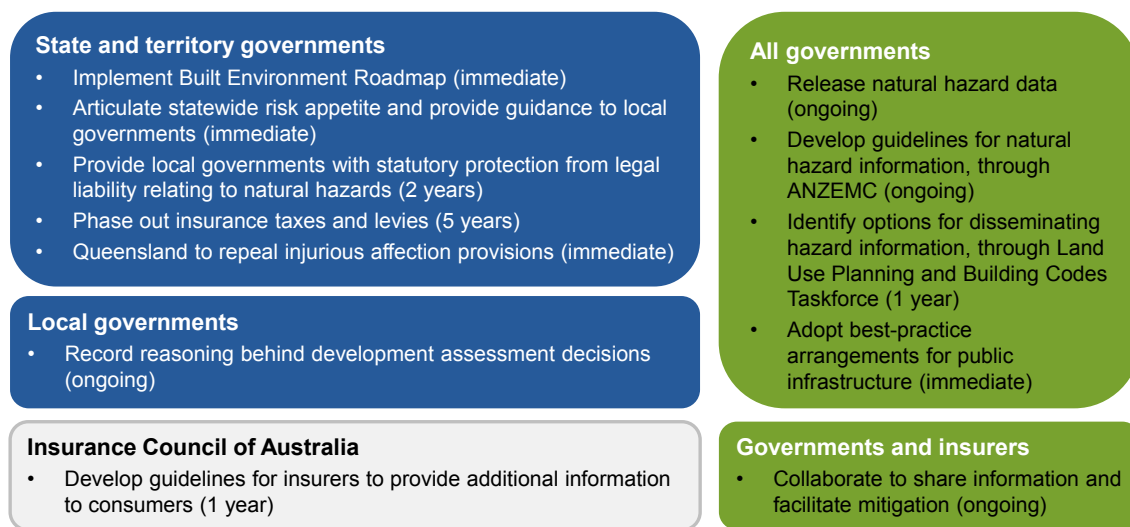 State and territory governments
• Implement Built Environment Roadmap (immediate)
• Articulate statewide risk appetite and provide guidance to local
governments (immediate)
• Provide local governments with statutory protection from legal
liability relating to natural hazards (2 years)
• Phase out insurance taxes and levies (5 years)
• Queensland to repeal injurious affection provisions (immediate)
Local governments
• Record reasoning behind development assessment decisions
(ongoing)
Insurance Council of Australia
• Develop guidelines for insurers to provide additional information
to consumers (1 year)
All governments
• Release natural hazard data
(ongoing)
• Develop guidelines for natural
hazard information, through
ANZEMC (ongoing)
• Identify options for disseminating
hazard information, through Land
Use Planning and Building Codes
Taskforce (1 year)
• Adopt best-practice
arrangements for public
infrastructure (immediate)
Governments and insurers
• Collaborate to share information and
facilitate mitigation (ongoing)